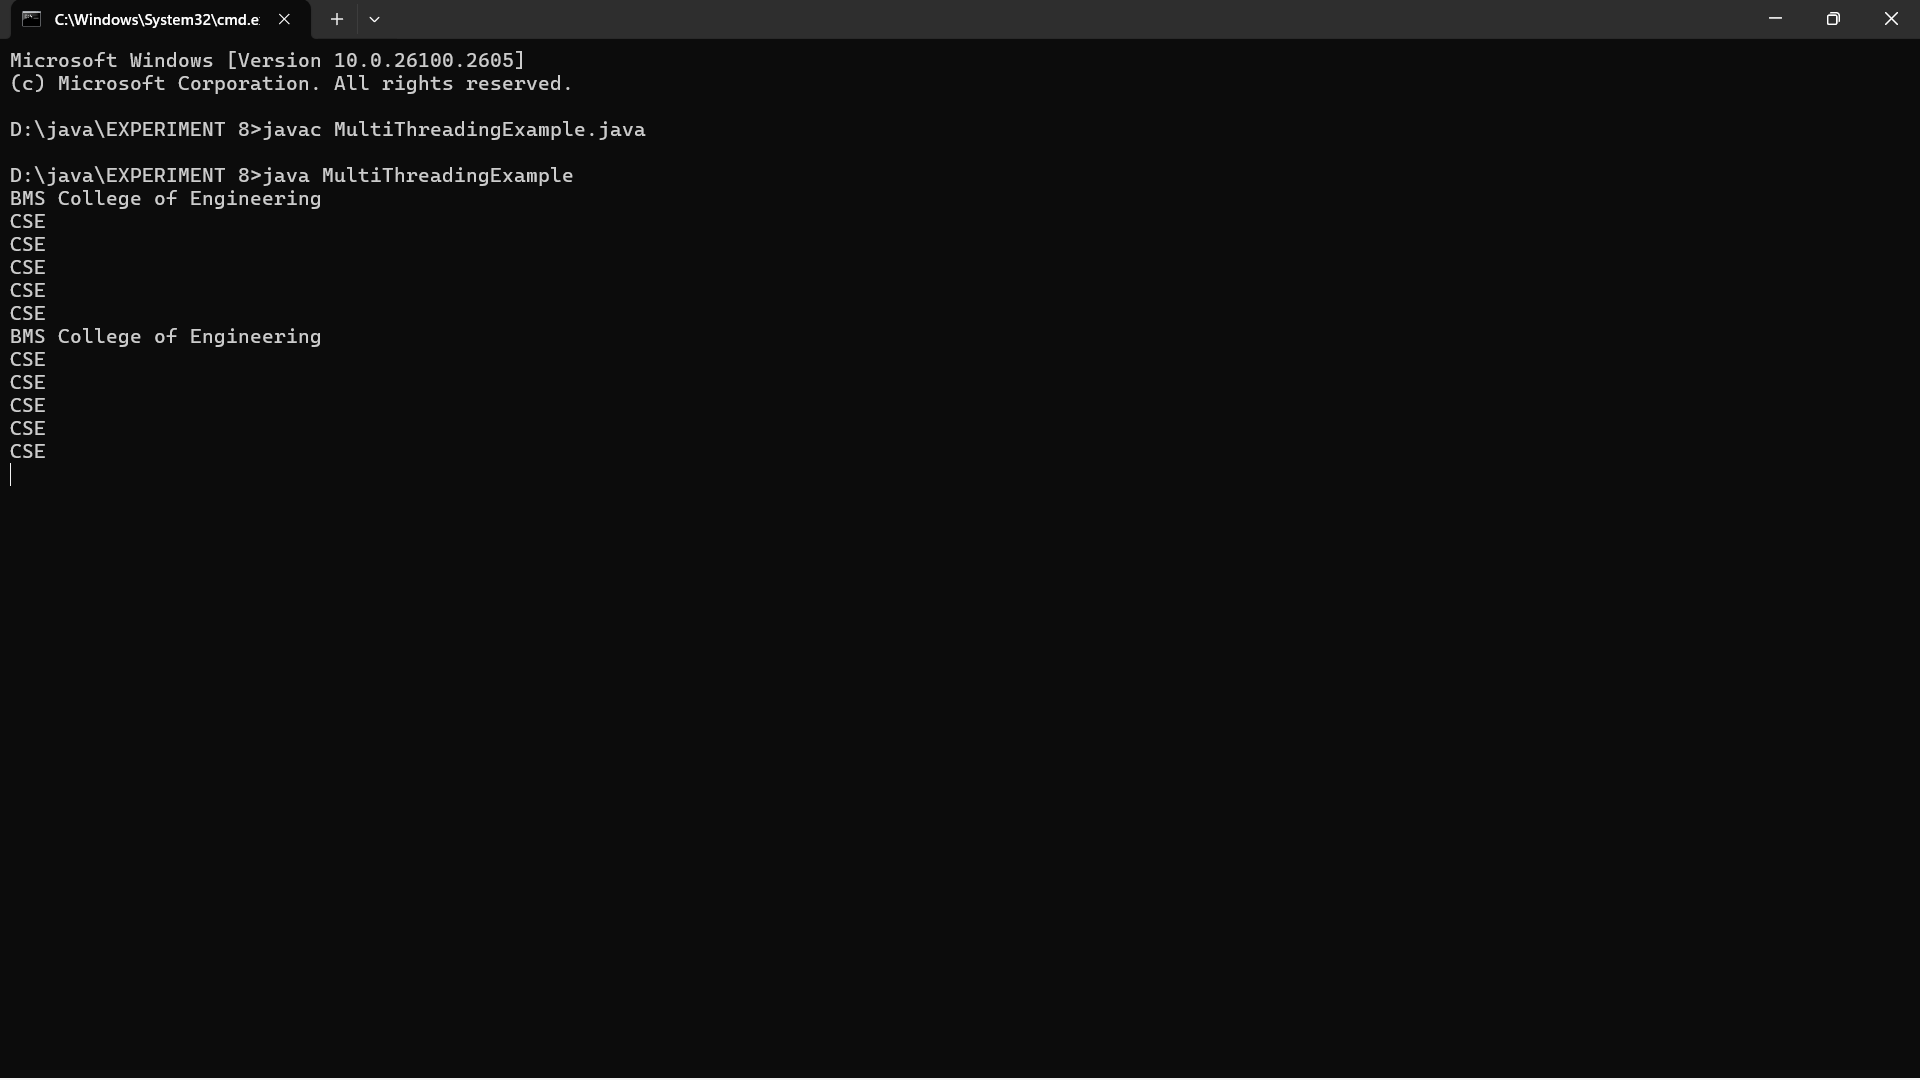 C:\Windows\System32\cmd.e
Microsoft Windows [Version 10.0.26100.2605]
(c) Microsoft Corporation. All rights reserved.
D:\java\EXPERIMENT 8>javac MultiThreadingExample.java
D:\java\EXPERIMENT 8>java MultiThreadingExample
BMS College of Engineering
CSE
CSE
CSE
CSE
CSE
BMS College of Engineering
CSE
CSE
CSE
CSE
CSE